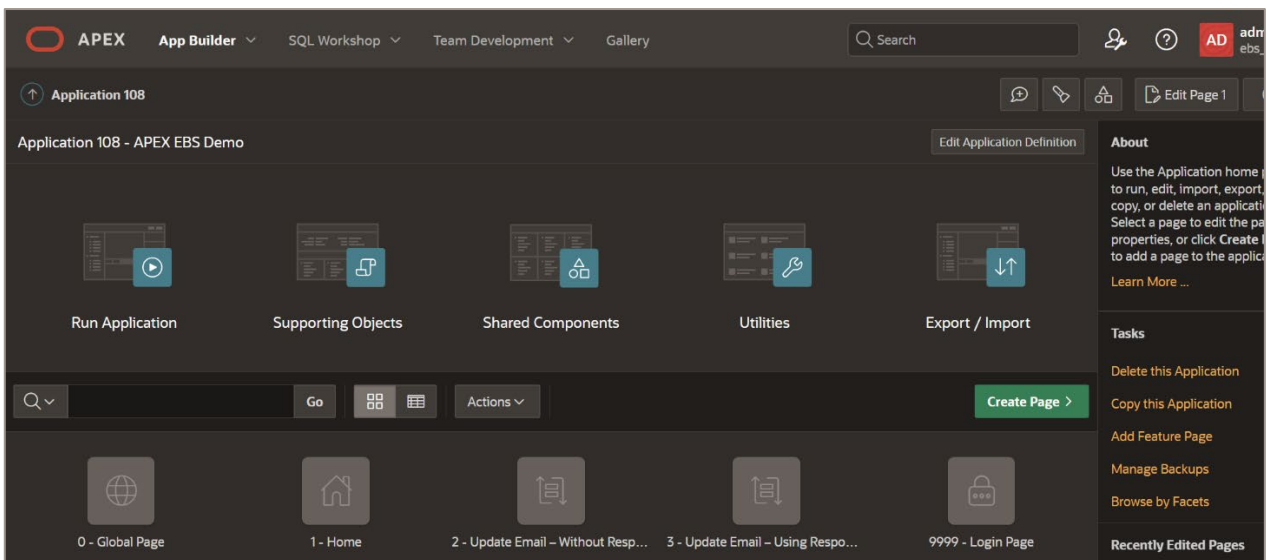 APEX App Builder SQL Workshop Team Development Gallery Search AD adm
ebs_
Application 108 Edit Page 1
Application 108 - APEX EBS Demo Edit Application Definition
Run Application Supporting Objects Shared Components Utilities Export / Import
Go Actions Create Page >
0 - Global Page 1 - Home 2 - Update Email – Without Resp... 3 - Update Email – Using Respo... 9999 - Login Page
About
Use the Application home p
to run, edit, import, export,
copy, or delete an applicati
Select a page to edit the pa
properties, or click Create
to add a page to the applica
Learn More ...
Tasks
Delete this Application
Copy this Application
Add Feature Page
Manage Backups
Browse by Facets
Recently Edited Pages